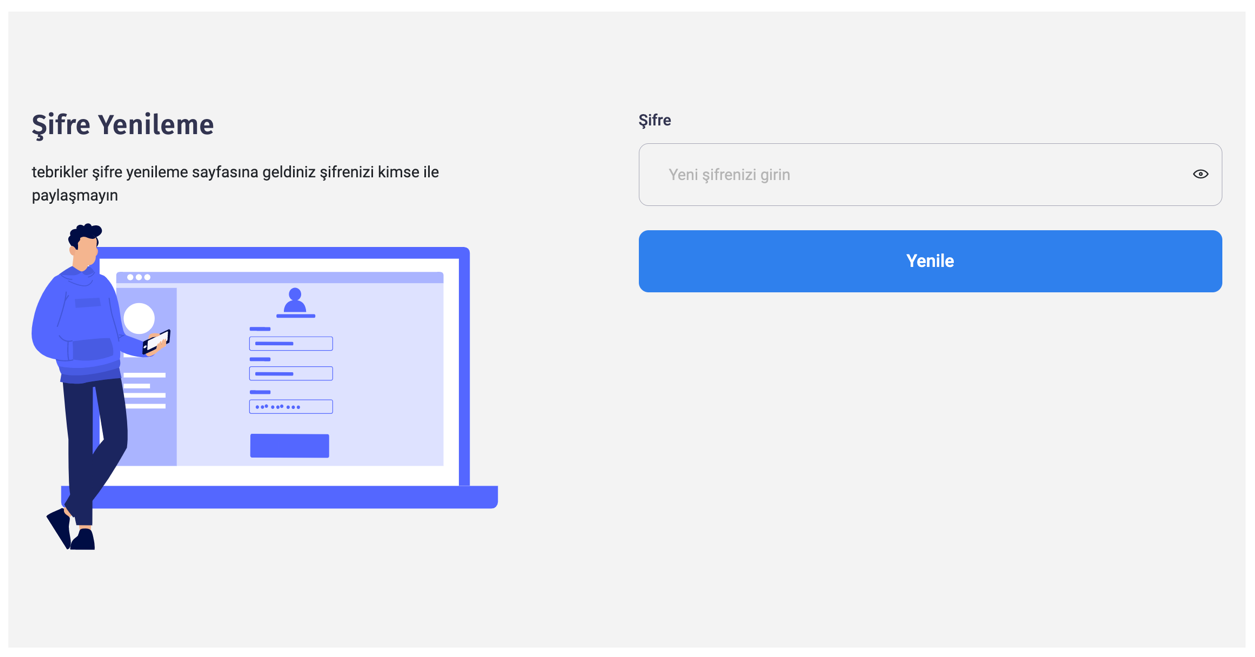 Şifre Yenileme
tebrikler şifre yenileme sayfasına geldiniz şifrenizi kimse ile
paylaşmayın
Şifre
Yeni şifrenizi girin
Yenile